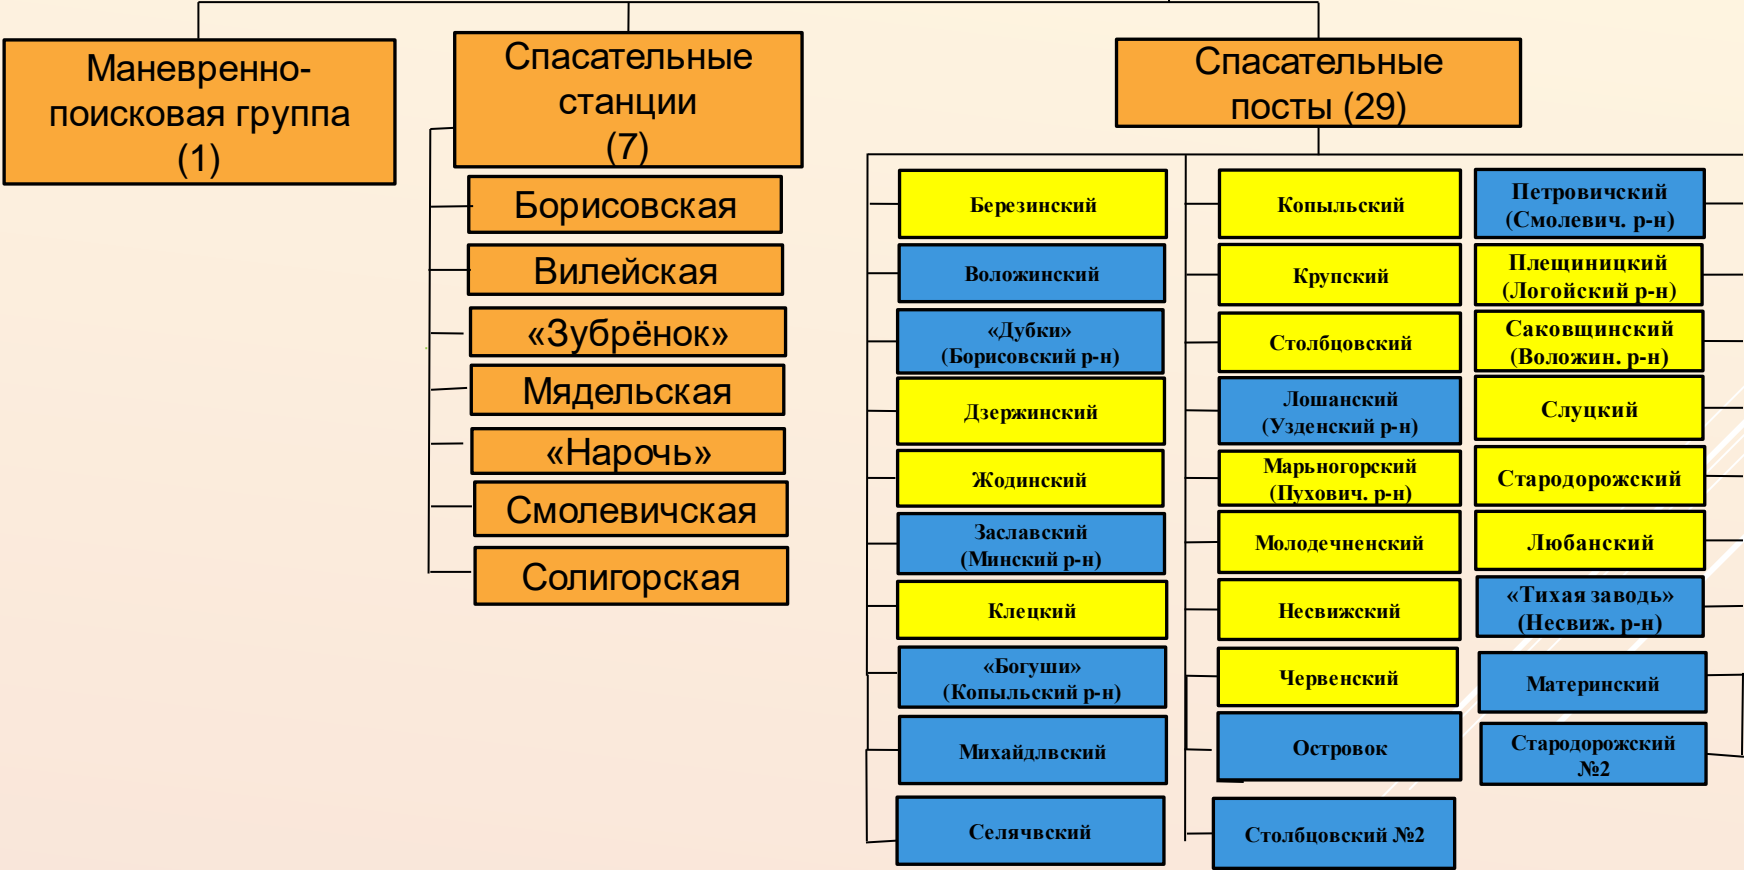 Маневренно-
поисковая группа
(1)
Спасательные
станции
(7)
Борисовская
Вилейская
«Зубрёнок»
Мядельская
«Нарочь»
Смолевичская
Солигорская
Спасательные
посты (29)
Березинский
Воложинский
«Дубки»
(Борисовский р-н)
Дзержинский
Жодинский
Заславский
(Минский р-н)
Клецкий
«Богуши»
(Копыльский р-н)
Михайдлвский
Селячвский
Копыльский
Крупский
Столбцовский
Лошанский
(Узденский р-н)
Марьногорский
(Пухович. р-н)
Молодечненский
Несвижский
Червенский
Островок
Столбцовский №2
Петровичский
(Смолевич. р-н)
Плещиницкий
(Логойский р-н)
Саковщинский
(Воложин. р-н)
Слуцкий
Стародорожский
Любанский
«Тихая заводь»
(Несвиж. р-н)
Материнский
Стародорожский
№2